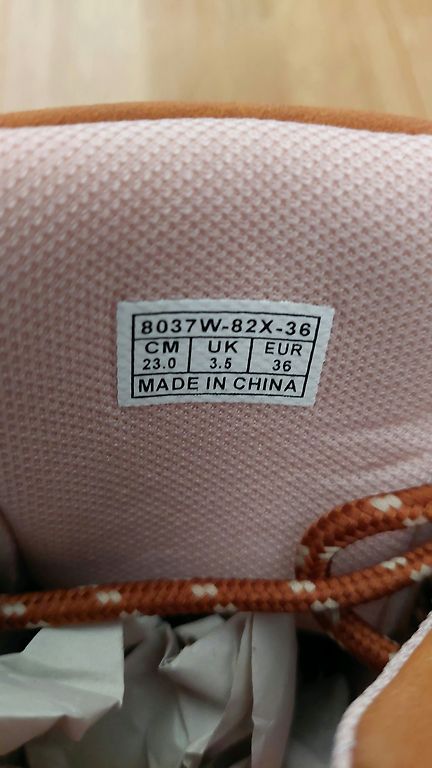 8037W-82X-36
CM UK EUR
23.0 3.5 36
MADE IN CHINA